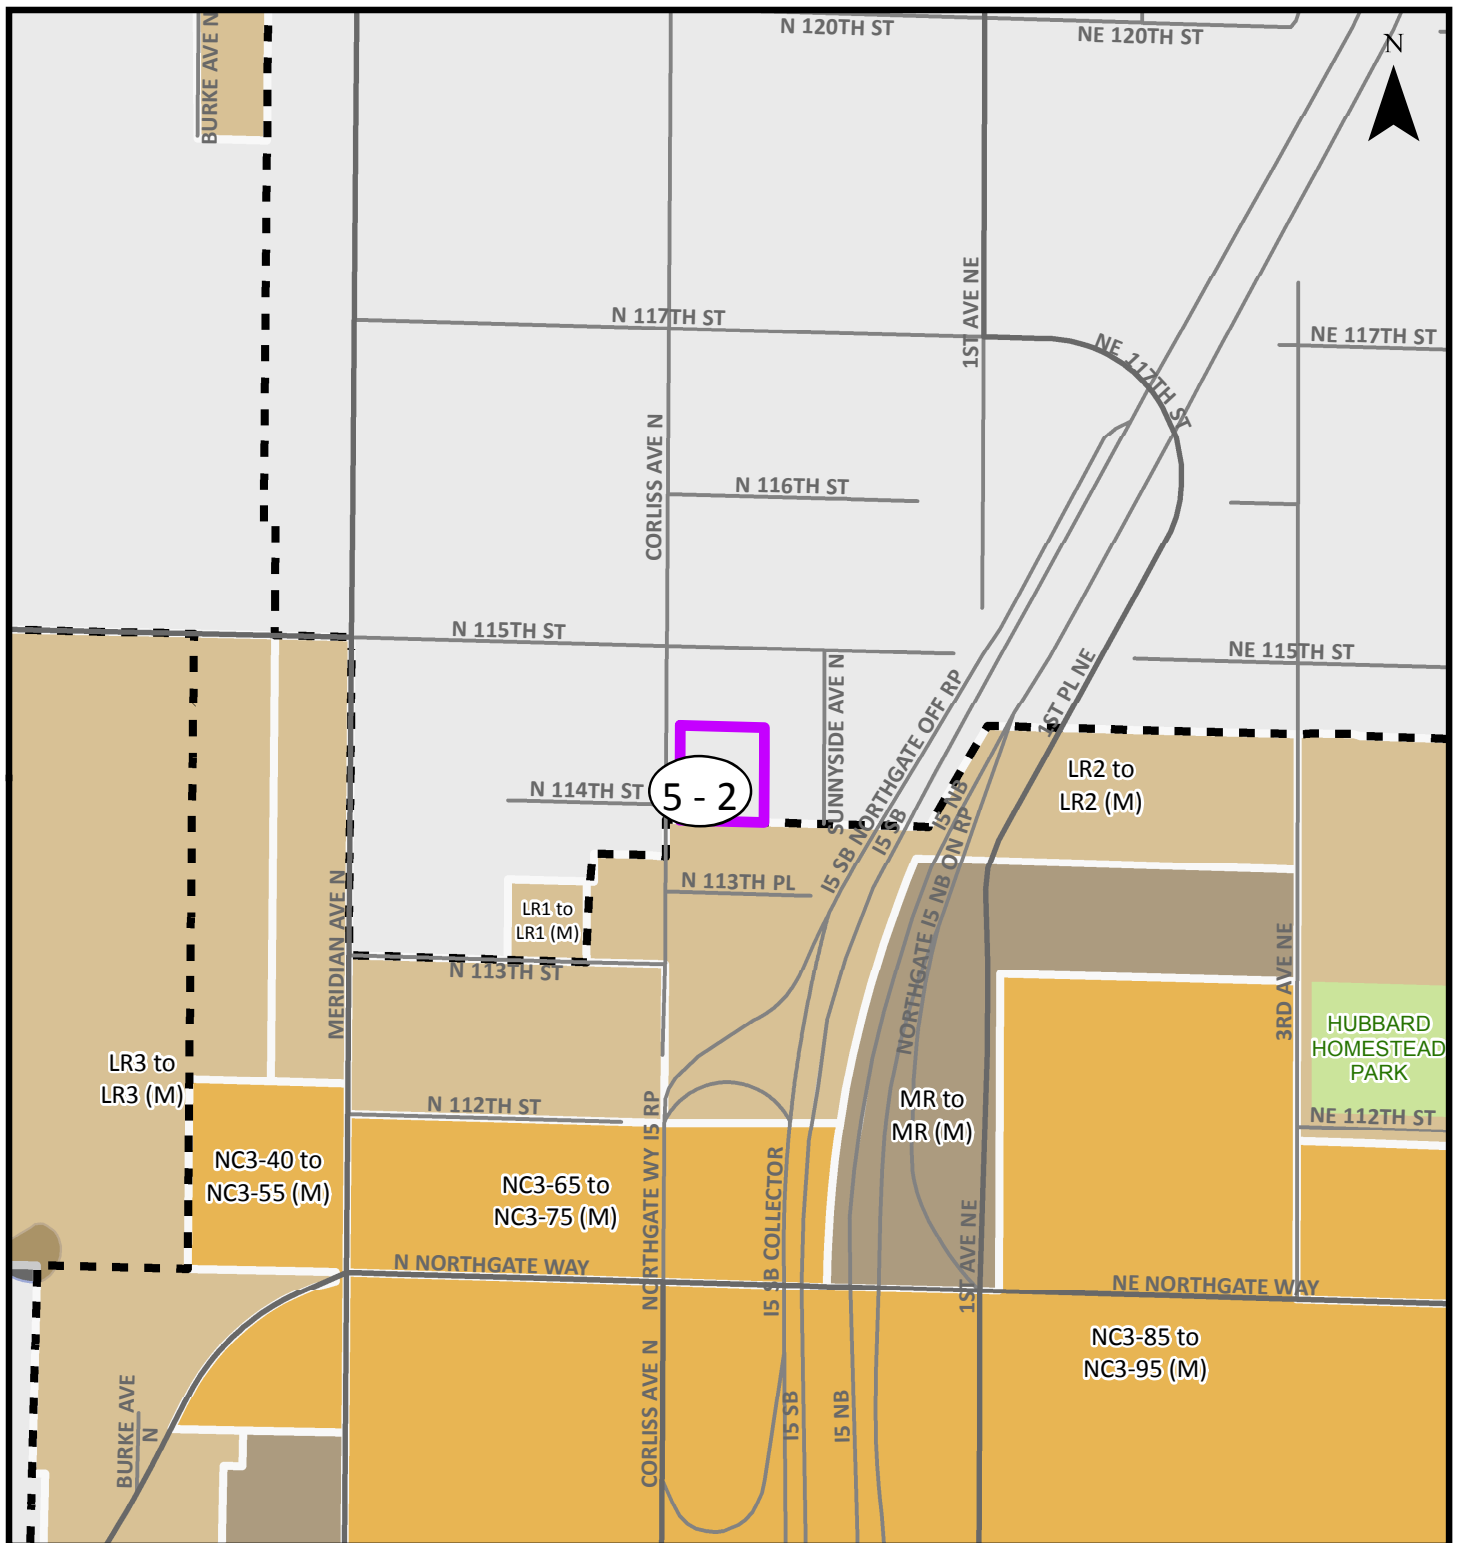 N 120TH ST
NE 120TH ST
N
BURKE AVE N
1ST AVE NE
N 117TH ST
NE 117TH ST
NE 117TH ST
CORLISS AVE N
N 116TH ST
N 115TH ST
NE 115TH ST
SUNNYSIDE AVE N
I5 SB NORTHGATE OFF RP
1ST PL NE
N 114TH ST
5 - 2
I5 SB
I5 NB
LR2 to
LR2 (M)
N 113TH PL
LR1 to
LR1 (M)
N 113TH ST
MERIDIAN AVE N
NORTHGATE I5 NB ON RP
3RD AVE NE
HUBBARD
HOMESTEAD
PARK
LR3 to
LR3 (M)
N 112TH ST
MR to
MR (M)
NE 112TH ST
NC3-40 to
NC3-55 (M)
NC3-65 to
NC3-75 (M)
NORTHGATE WY I5 RP
I5 SB COLLECTOR
1ST AVE NE
N NORTHGATE WAY
NE NORTHGATE WAY
NC3-85 to
NC3-95 (M)
BURKE AVE
N
CORLISS AVE N
I5 SB
I5 NB